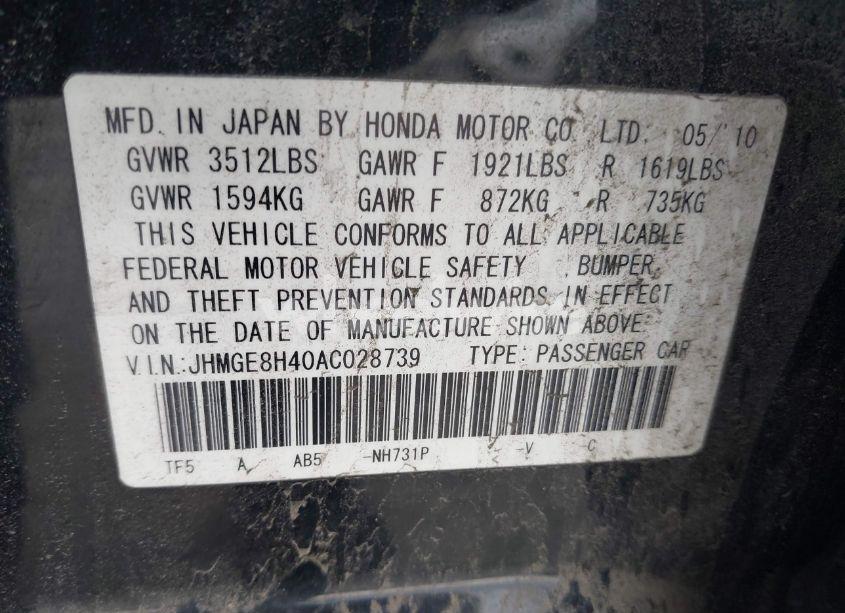 MFD. IN JAPAN BY HONDA MOTOR CO. LTD. 05/'10
GVWR 3512LBS GAWR F 1921LBS R 1619LBS
GVWR 1594KG GAWR F 872KG R 735KG
THIS VEHICLE CONFORMS TO ALL APPLICABLE
FEDERAL MOTOR VEHICLE SAFETY , BUMPER,
AND THEFT PREVENTION STANDARDS IN EFFECT
ON THE DATE OF MANUFACTURE SHOWN ABOVE.
V.I.N.:JHMGE8H40AC028739 TYPE: PASSENGER CAR
TF5 A AB5 -NH731P < -V -C